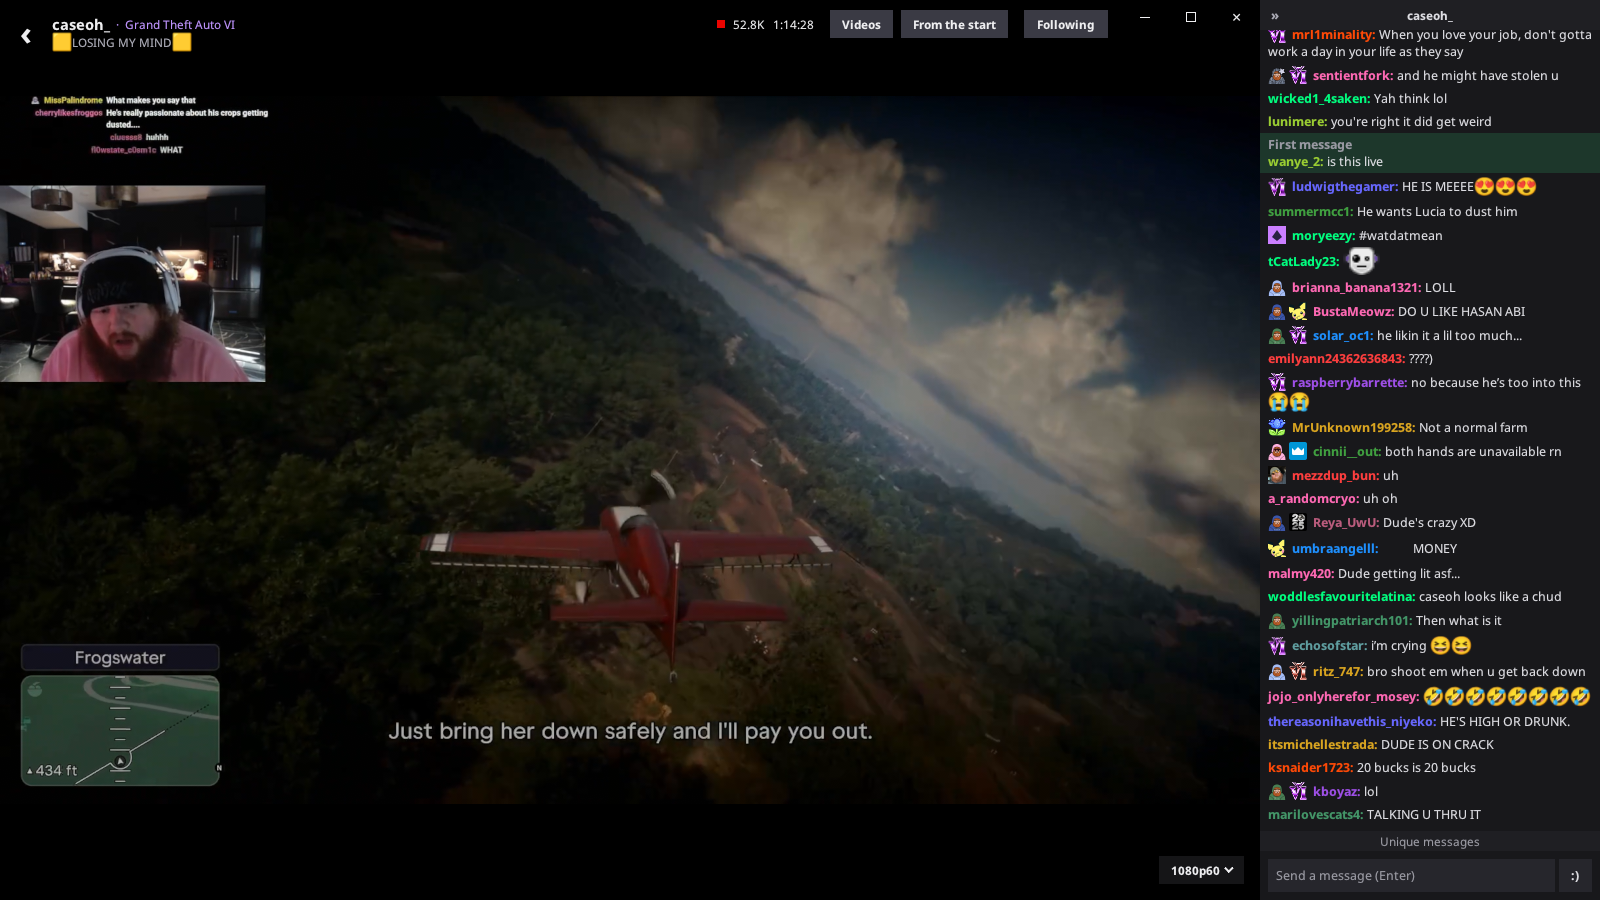 caseoh_ · Grand Theft Auto VI
LOSING MY MIND
52.8K 1:14:28
Videos
From the start
Following
MissPalindrome What makes you say that
cherrylikesfroggos He's really passionate about his crops getting
dusted....
cluesss8 huhhh
fl0wstate_c0sm1c WHAT
Frogswater
434 ft
N
Just bring her down safely and I'll pay you out.
1080p60
caseoh_
mrl1minality: When you love your job, don't gotta
work a day in your life as they say
sentientfork: and he might have stolen u
wicked1_4saken: Yah think lol
lunimere: you're right it did get weird
First message
wanye_2: is this live
ludwigthegamer: HE IS MEEEE😍😍😍
summermcc1: He wants Lucia to dust him
moryeezy: #watdatmean
tCatLady23:
brianna_banana1321: LOLL
BustaMeowz: DO U LIKE HASAN ABI
solar_oc1: he likin it a lil too much...
emilyann24362636843: ????)
raspberrybarrette: no because he's too into this
😭😭
MrUnknown199258: Not a normal farm
cinnii__out: both hands are unavailable rn
mezzdup_bun: uh
a_randomcryo: uh oh
Reya_UwU: Dude's crazy XD
umbraangelll: MONEY
malmy420: Dude getting lit asf...
woddlesfavouritelatina: caseoh looks like a chud
yillingpatriarch101: Then what is it
echosofstar: i'm crying 😆😆
ritz_747: bro shoot em when u get back down
jojo_onlyherefor_mosey: 🤣🤣🤣🤣🤣🤣🤣🤣
thereasonihavethis_niyeko: HE'S HIGH OR DRUNK.
itsmichellestrada: DUDE IS ON CRACK
ksnaider1723: 20 bucks is 20 bucks
kboyaz: lol
marilovescats4: TALKING U THRU IT
Unique messages
Send a message (Enter)
:)